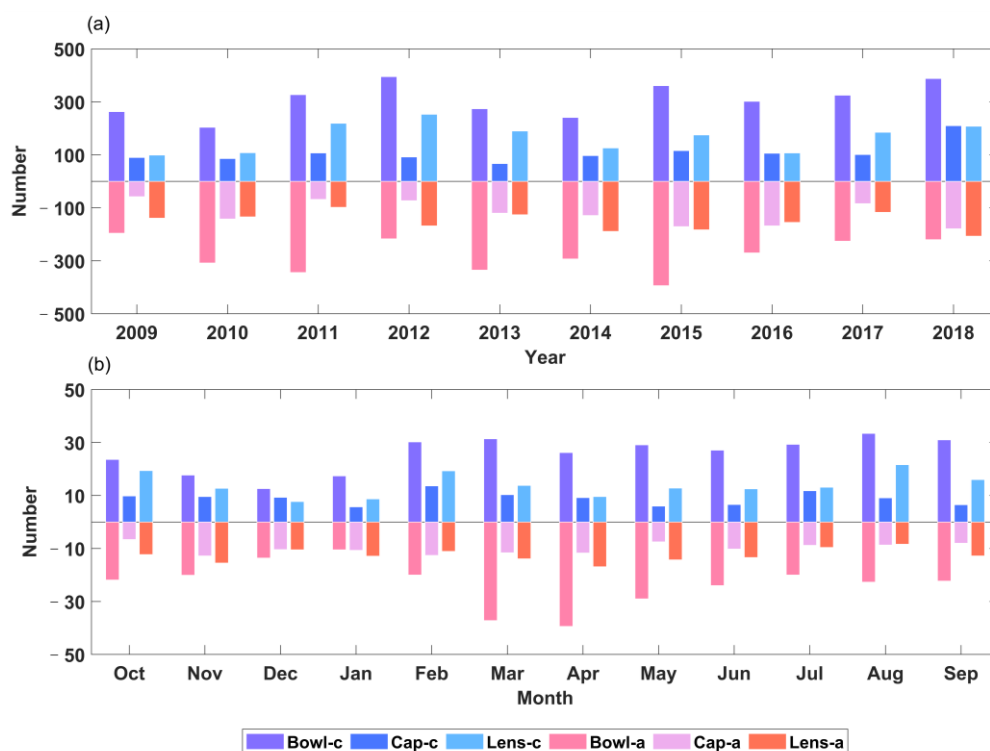 (a)
500
300
100
− 100
− 300
− 500
Number
2009 2010 2011 2012 2013 2014 2015 2016 2017 2018
Year
(b)
50
30
10
− 10
− 30
− 50
Number
Oct Nov Dec Jan Feb Mar Apr May Jun Jul Aug Sep
Month
Bowl-c Cap-c Lens-c Bowl-a Cap-a Lens-a